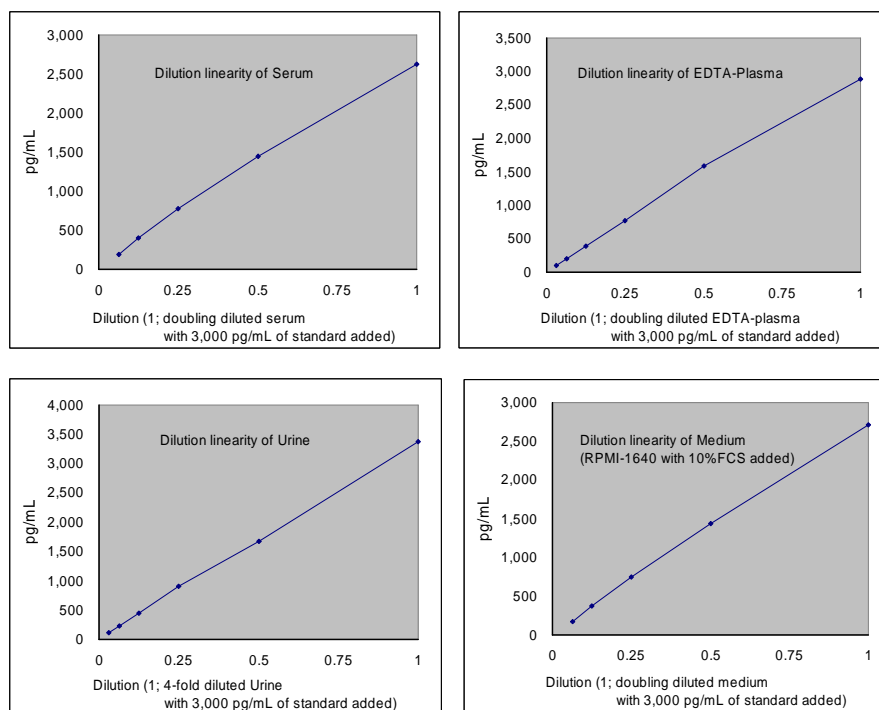 3,000
2,500
2,000
1,500
1,000
500
0
pg/mL
Dilution linearity of Serum
0 0.25 0.5 0.75 1
Dilution (1; doubling diluted serum
with 3,000 pg/mL of standard added)
3,500
3,000
2,500
2,000
1,500
1,000
500
0
pg/mL
Dilution linearity of EDTA-Plasma
0 0.25 0.5 0.75 1
Dilution (1; doubling diluted EDTA-plasma
with 3,000 pg/mL of standard added)
4,000
3,500
3,000
2,500
2,000
1,500
1,000
500
0
pg/mL
Dilution linearity of Urine
0 0.25 0.5 0.75 1
Dilution (1; 4-fold diluted Urine
with 3,000 pg/mL of standard added)
3,000
2,500
2,000
1,500
1,000
500
0
pg/mL
Dilution linearity of Medium
(RPMI-1640 with 10%FCS added)
0 0.25 0.5 0.75 1
Dilution (1; doubling diluted medium
with 3,000 pg/mL of standard added)